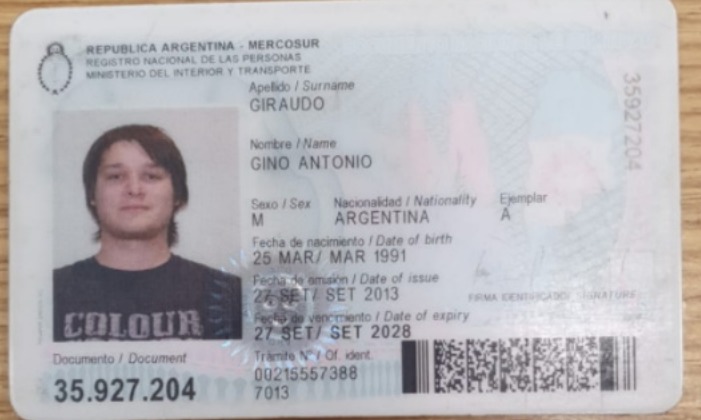 REPUBLICA ARGENTINA - MERCOSUR
REGISTRO NACIONAL DE LAS PERSONAS
MINISTERIO DEL INTERIOR Y TRANSPORTE
Apellido / Surname
GIRAUDO
Nombre / Name
GINO ANTONIO
Sexo / Sex Nacionalidad / Nationality Ejemplar
M ARGENTINA A
Fecha de nacimiento / Date of birth
25 MAR/ MAR 1991
Fecha de emisión / Date of issue
27 SET/ SET 2013
FIRMA IDENTIFICADO / SIGNATURE
Fecha de vencimiento / Date of expiry
27 SET/ SET 2028
COLOUR
Documento / Document
35.927.204
Trámite Nº / Of. ident.
00215557388
7013
35927204